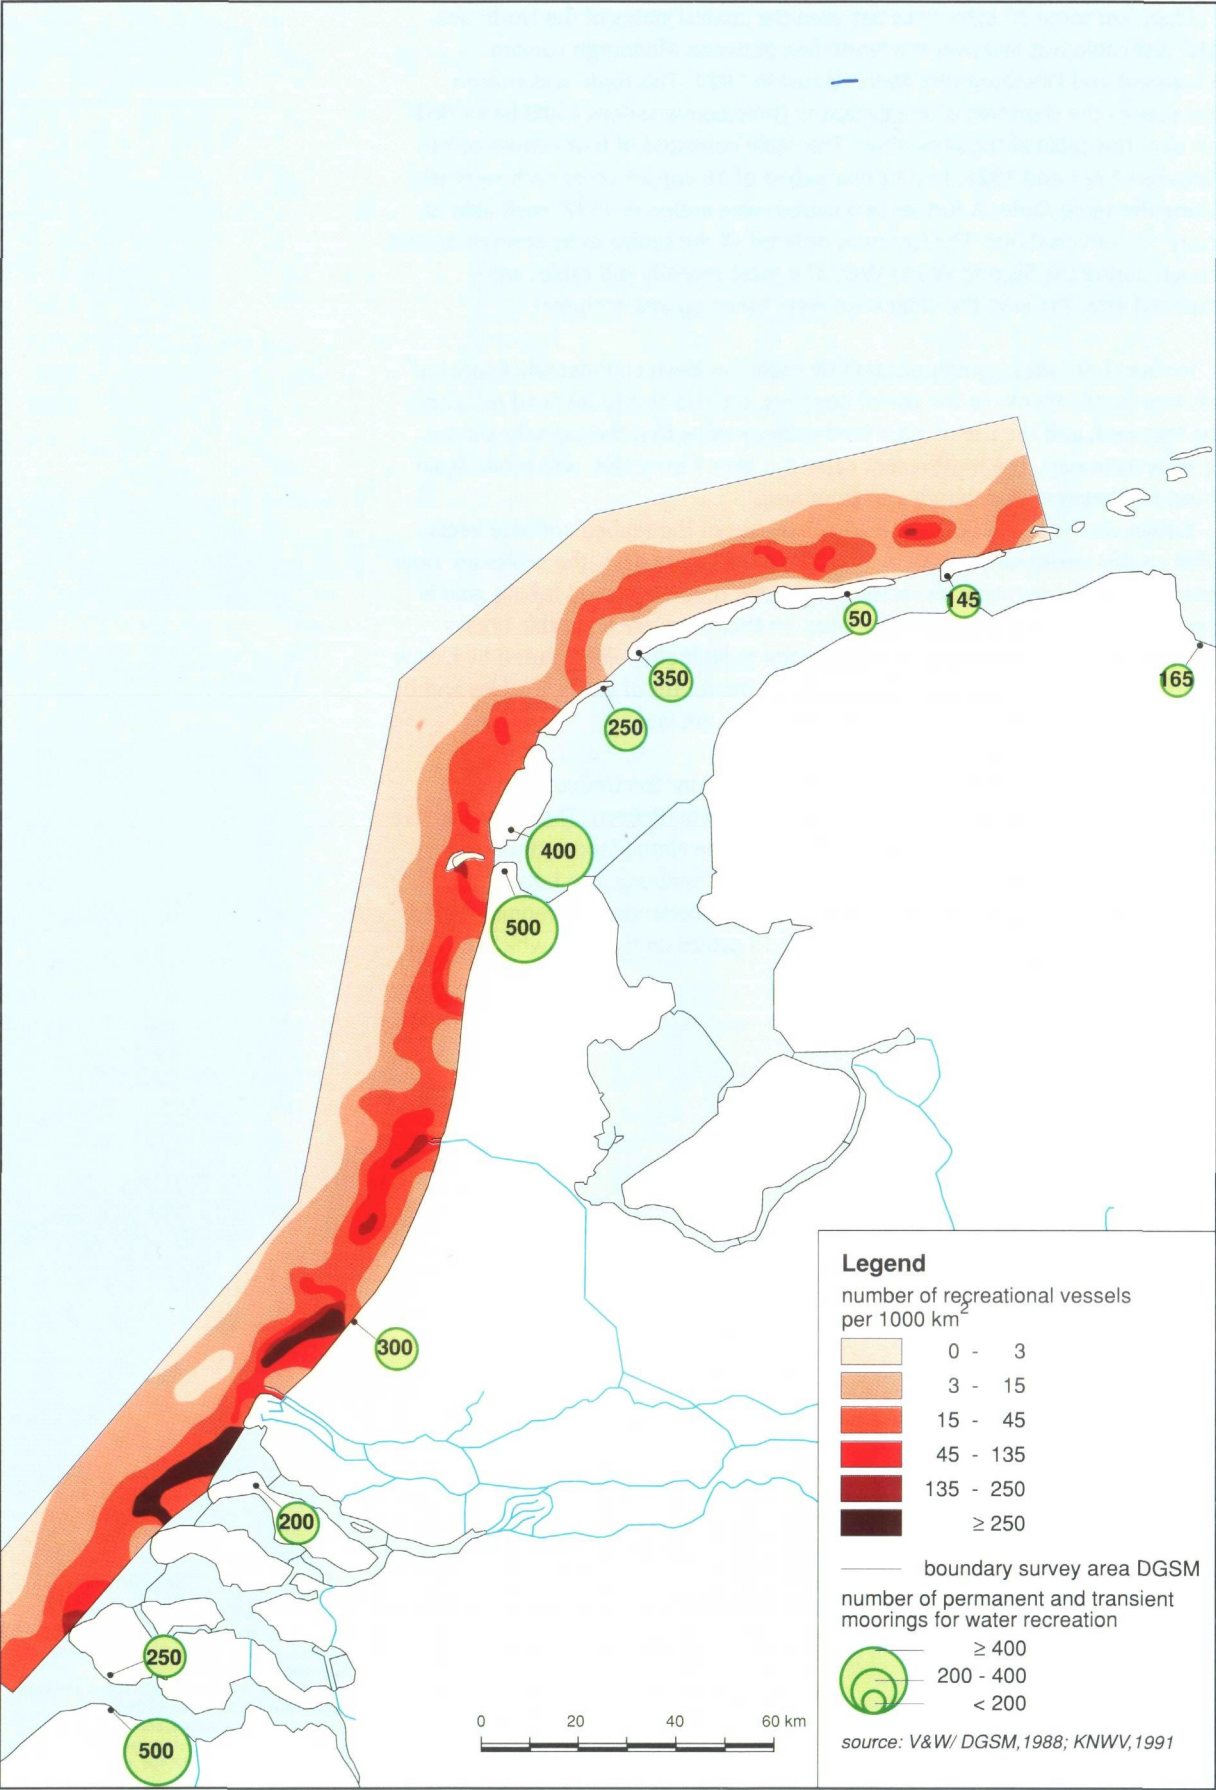 145
50
350
165
250
400
500
300
200
250
500
0 20 40 60 km
Legend
number of recreational vessels
per 1000 km²
0 - 3
3 - 15
15 - 45
45 - 135
135 - 250
≥ 250
boundary survey area DGSM
number of permanent and transient
moorings for water recreation
≥ 400
200 - 400
< 200
source: V&W/ DGSM,1988; KNWV,1991